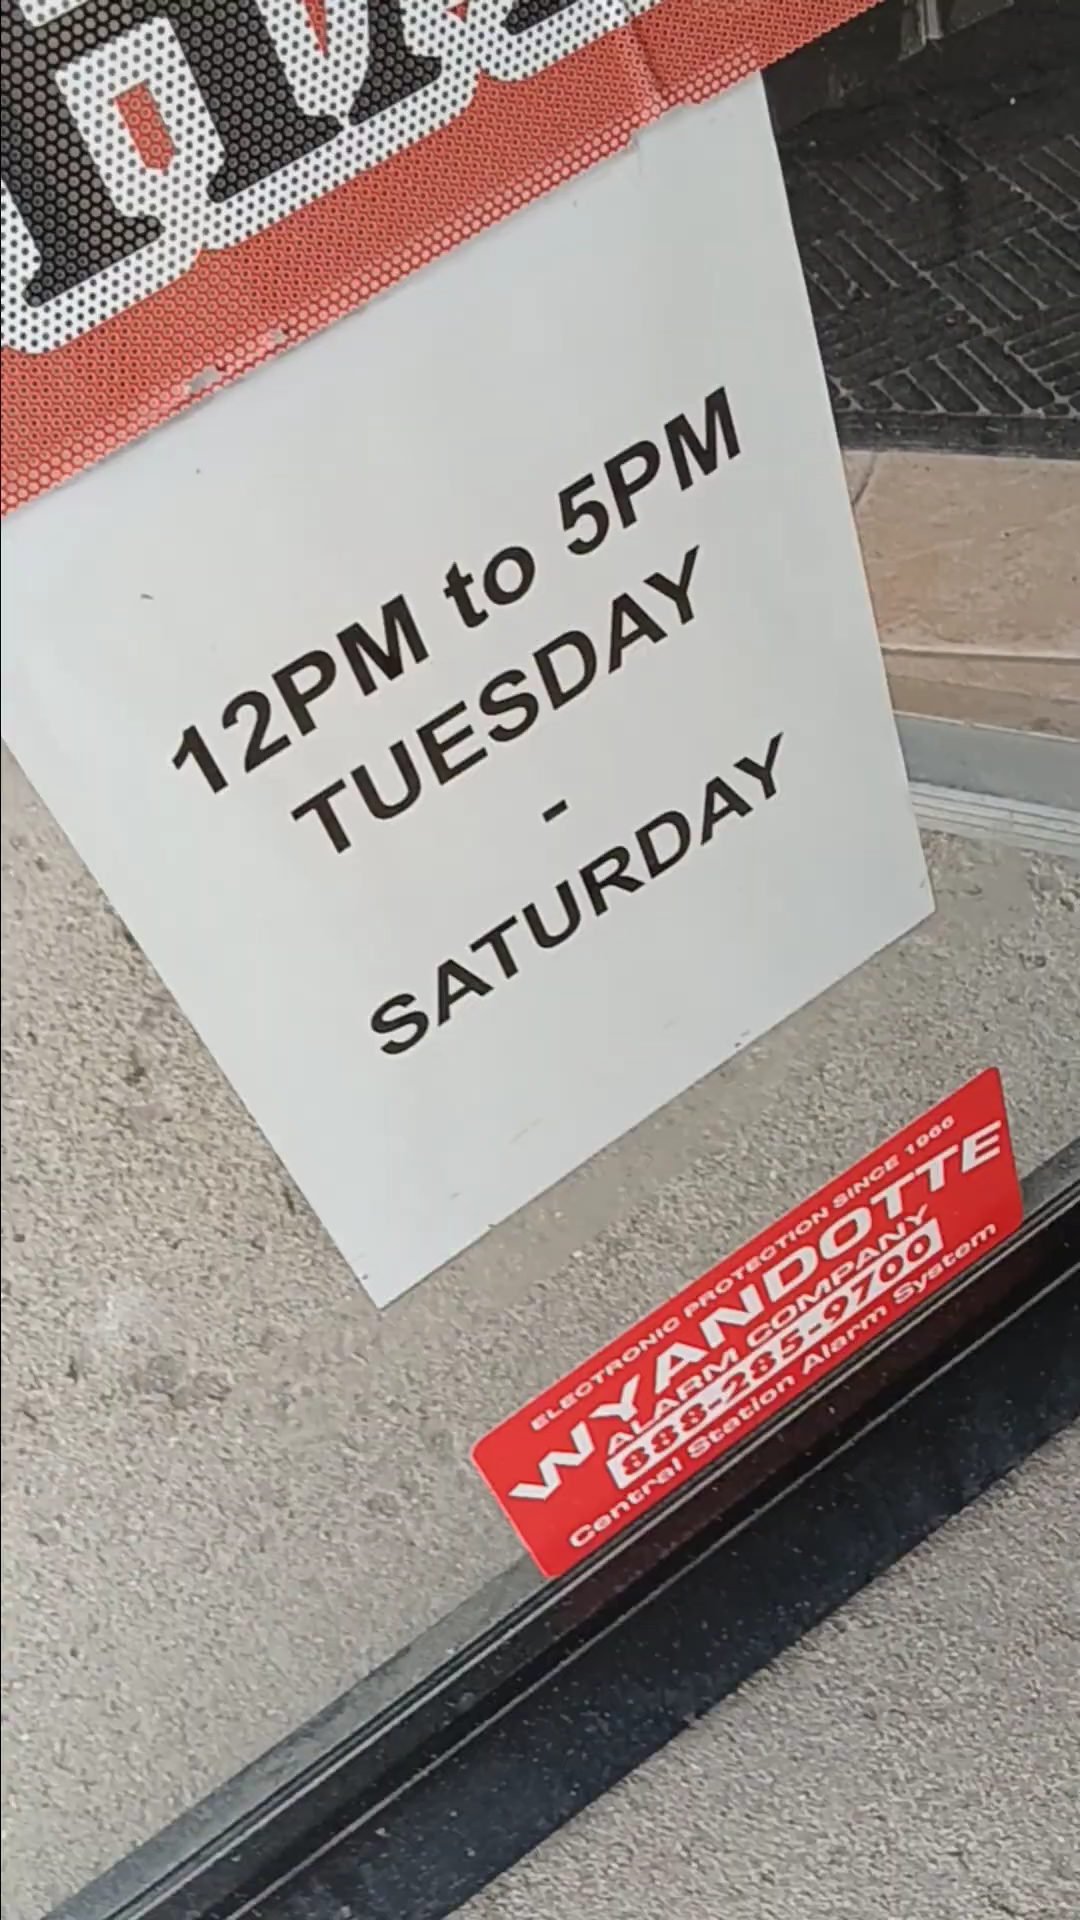 12PM to 5PM
TUESDAY
-
SATURDAY
ELECTRONIC PROTECTION SINCE 1966
WYANDOTTE
ALARM COMPANY
888-285-9700
Central Station Alarm System